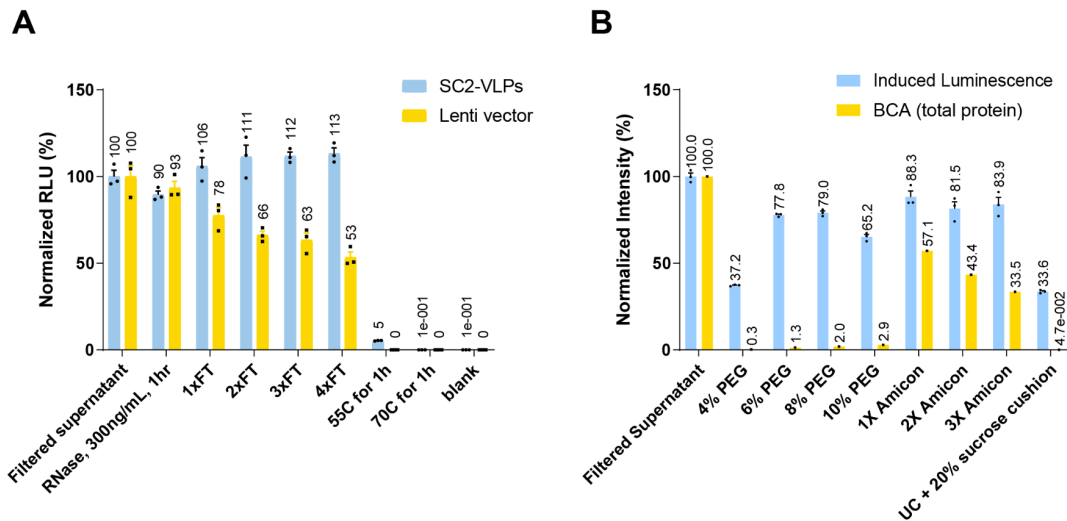 A
Normalized RLU (%)
150
100
50
0
SC2-VLPs
Lenti vector
100
100
90
93
106
78
111
66
112
63
113
53
5
0
1e-001
0
1e-001
0
Filtered supernatant
RNase, 300ng/mL, 1hr
1xFT
2xFT
3xFT
4xFT
55C for 1h
70C for 1h
blank
B
Normalized Intensity (%)
150
100
50
0
Induced Luminescence
BCA (total protein)
100.0
100.0
37.2
0.3
77.8
1.3
79.0
2.0
65.2
2.9
88.3
57.1
81.5
43.4
83.9
33.5
33.6
4.7e-002
Filtered Supernatant
4% PEG
6% PEG
8% PEG
10% PEG
1X Amicon
2X Amicon
3X Amicon
UC + 20% sucrose cushion